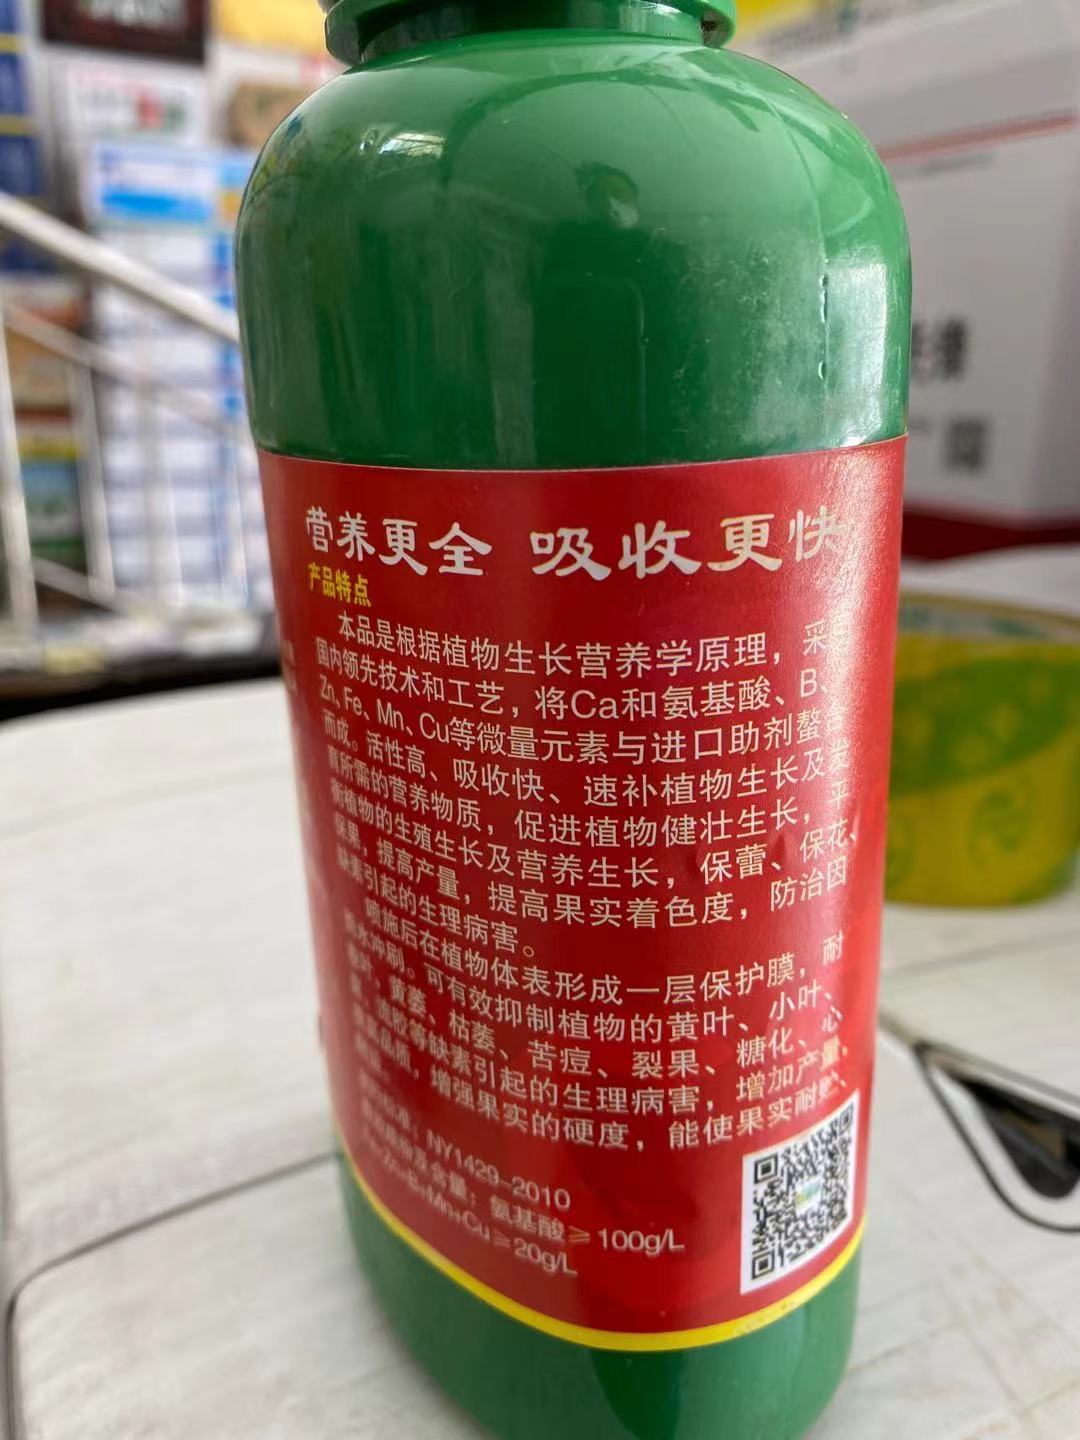 营养更全 吸收更快
产品特点
本品是根据植物生长营养学原理，采
国内领先技术和工艺，将Ca和氨基酸、B、
Zn、Fe、Mn、Cu等微量元素与进口助剂螯合
而成。活性高、吸收快、速补植物生长及发
育所需的营养物质，促进植物健壮生长，平
衡植物的生殖生长及营养生长，保蕾、保花、
保果，提高产量，提高果实着色度，防治因
缺素引起的生理病害。
喷施后在植物体表形成一层保护膜，耐
雨水冲刷。可有效抑制植物的黄叶、小叶、
黄萎、枯萎、苦痘、裂果、糖化、心
等缺素引起的生理病害，增加产量、
品质，增强果实的硬度，能使果实耐
标准：NY1429-2010
含量：氨基酸≥100g/L
+B+Mn+Cu≥20g/L